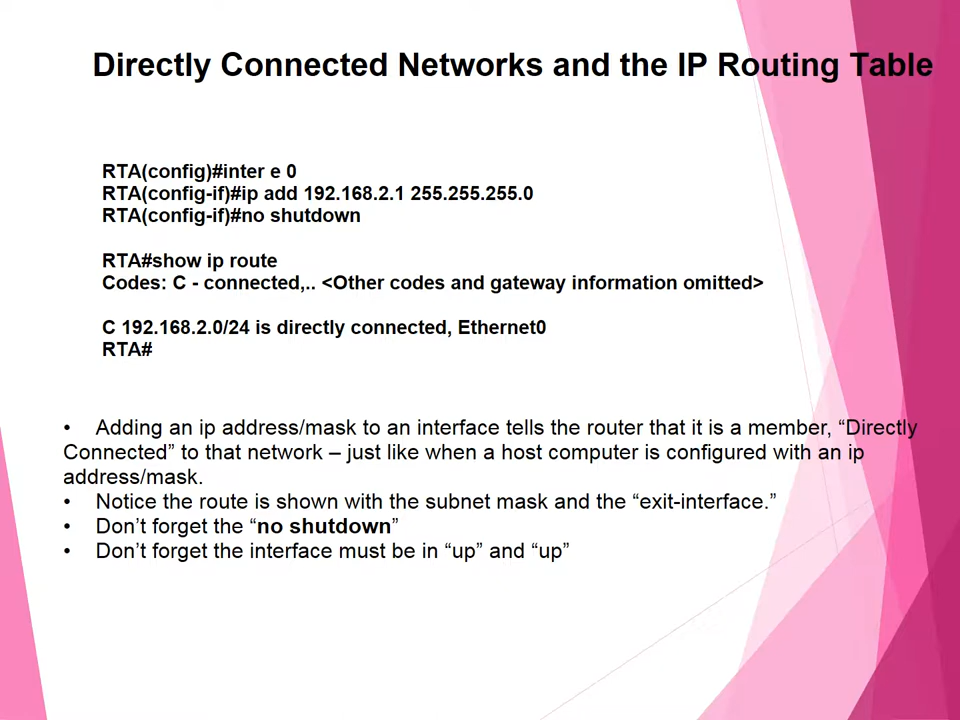 Directly Connected Networks and the IP Routing Table
RTA(config)#inter e 0
RTA(config-if)#ip add 192.168.2.1 255.255.255.0
RTA(config-if)#no shutdown
RTA#show ip route
Codes: C - connected,.. <Other codes and gateway information omitted>
C 192.168.2.0/24 is directly connected, Ethernet0
RTA#
• Adding an ip address/mask to an interface tells the router that it is a member, “Directly
Connected” to that network – just like when a host computer is configured with an ip
address/mask.
• Notice the route is shown with the subnet mask and the “exit-interface.”
• Don’t forget the “no shutdown”
• Don’t forget the interface must be in “up” and “up”